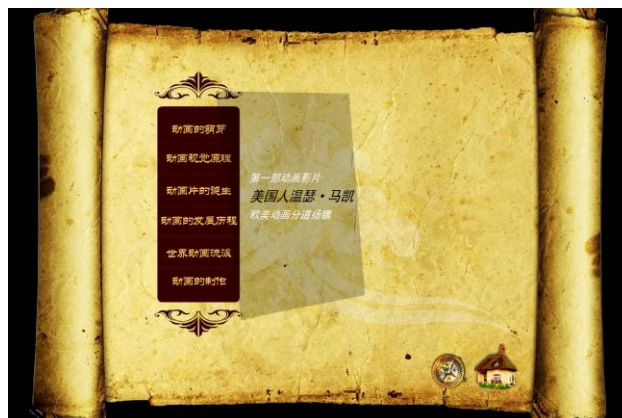 动画的萌芽
动画视觉原理
动画片的诞生
动画的发展历程
世界动画流派
动画的制作
第一部动画影片
美国人温瑟·马凯
欧美动画分道扬镳